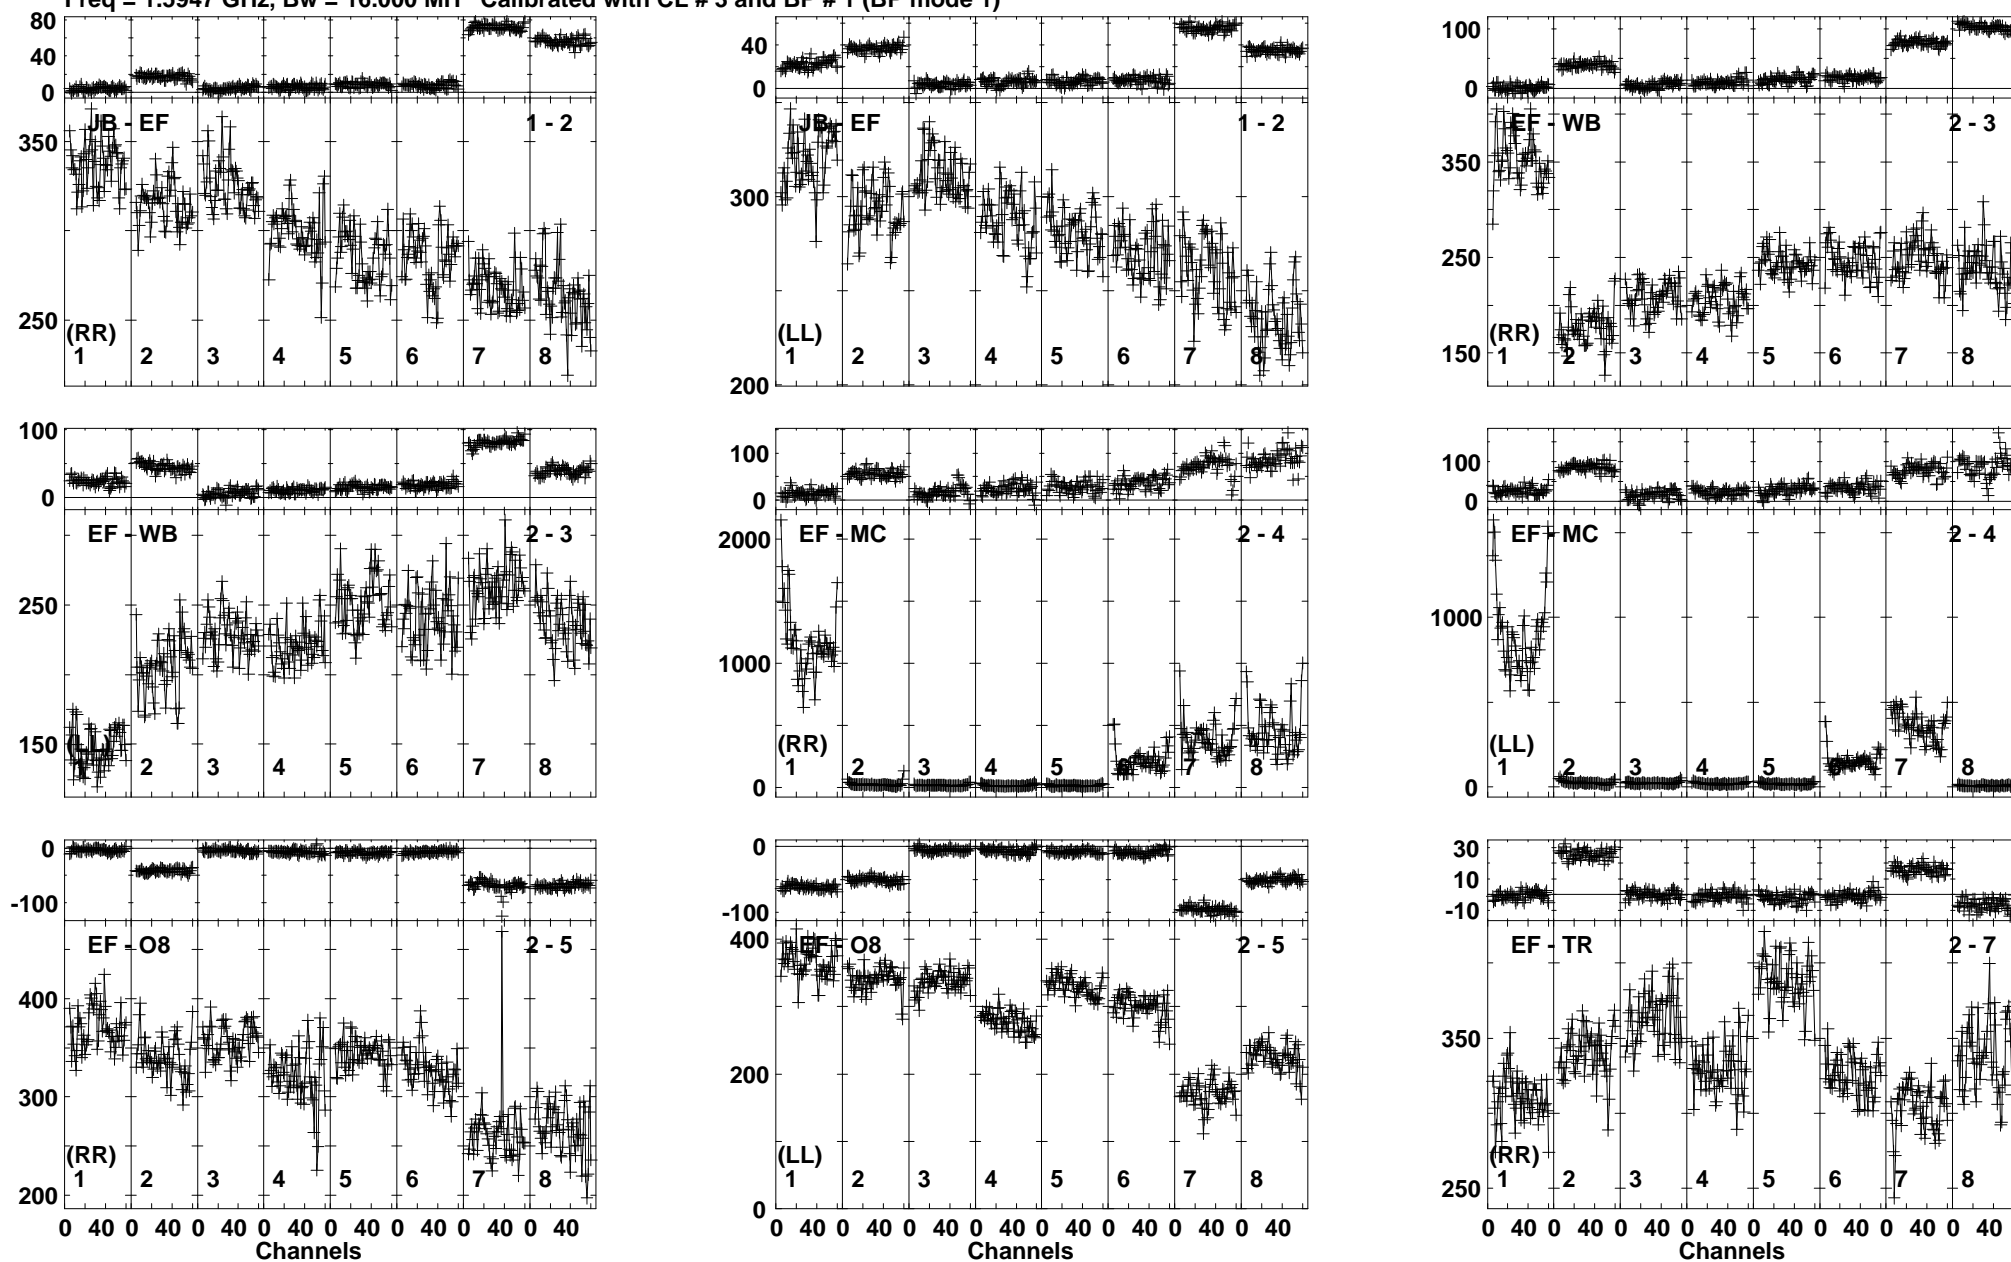 Freq = 1.5947 GHz, Bw = 16.000 MH Calibrated with CL # 3 and BP # 1 (BP mode 1)
80 40 0
40 0
100 0
JB - EF 1 - 2
350 250
(RR)
1 2 3 4 5 6 7 8
JB - EF 1 - 2
300 200
(LL)
1 2 3 4 5 6 7 8
EF - WB 2 - 3
350 250 150
(RR)
1 2 3 4 5 6 7 8
100 0
100 0
100 0
EF - WB 2 - 3
250 150
(LL)
1 2 3 4 5 6 7 8
EF - MC 2 - 4
2000 1000 0
(RR)
1 2 3 4 5 6 7 8
EF - MC 2 - 4
1000 0
(LL)
1 2 3 4 5 6 7 8
0 -100
0 -100
30 10 -10
EF - O8 2 - 5
400 300 200
(RR)
1 2 3 4 5 6 7 8
EF - O8 2 - 5
400 200 0
(LL)
1 2 3 4 5 6 7 8
EF - TR 2 - 7
350 250
(RR)
1 2 3 4 5 6 7 8
0 40 0 40 0 40 0 40 0 40 0 40 0 40 0 40
0 40 0 40 0 40 0 40 0 40 0 40 0 40 0 40
0 40 0 40 0 40 0 40 0 40 0 40 0 40 0 40
Channels
Channels
Channels